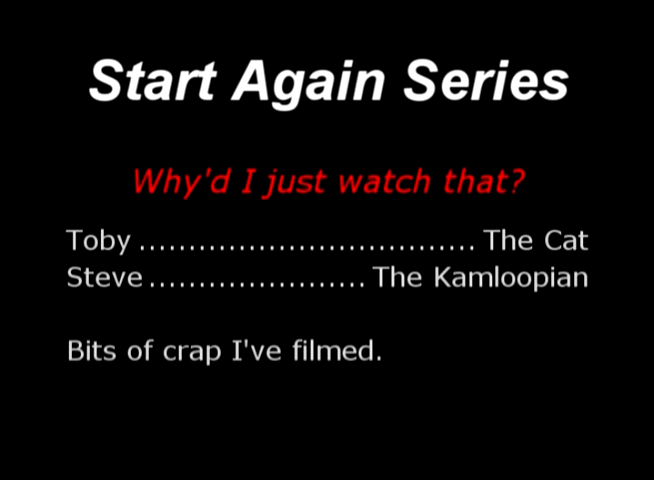 Start Again Series
Why'd I just watch that?
Toby .................................. The Cat
Steve ...................... The Kamloopian
Bits of crap I've filmed.